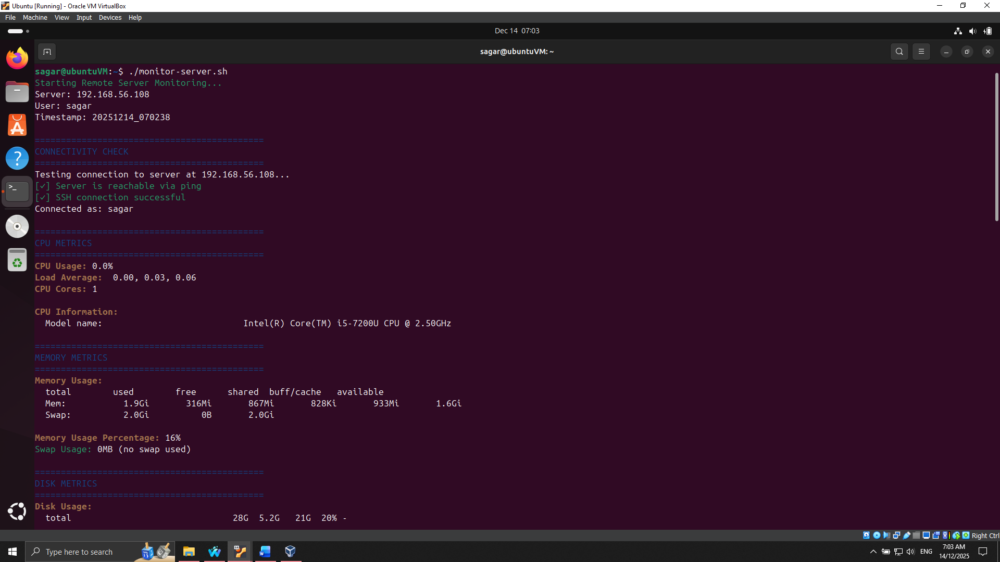 Ubuntu [Running] - Oracle VM VirtualBox
File Machine View Input Devices Help
Dec 14 07:03
sagar@ubuntuVM: ~
sagar@ubuntuVM:~$ ./monitor-server.sh
Starting Remote Server Monitoring...
Server: 192.168.56.108
User: sagar
Timestamp: 20251214_070238
============================================
CONNECTIVITY CHECK
============================================
Testing connection to server at 192.168.56.108...
[✓] Server is reachable via ping
[✓] SSH connection successful
Connected as: sagar
============================================
CPU METRICS
============================================
CPU Usage: 0.0%
Load Average:  0.00, 0.03, 0.06
CPU Cores: 1
CPU Information:
Model name: Intel(R) Core(TM) i5-7200U CPU @ 2.50GHz
============================================
MEMORY METRICS
============================================
Memory Usage:
total used free shared buff/cache available
Mem: 1.9Gi 316Mi 867Mi 828Ki 933Mi 1.6Gi
Swap: 2.0Gi 0B 2.0Gi
Memory Usage Percentage: 16%
Swap Usage: 0MB (no swap used)
============================================
DISK METRICS
============================================
Disk Usage:
total 28G 5.2G 21G 20% -
Right Ctrl
Type here to search
ENG
7:03 AM
14/12/2025